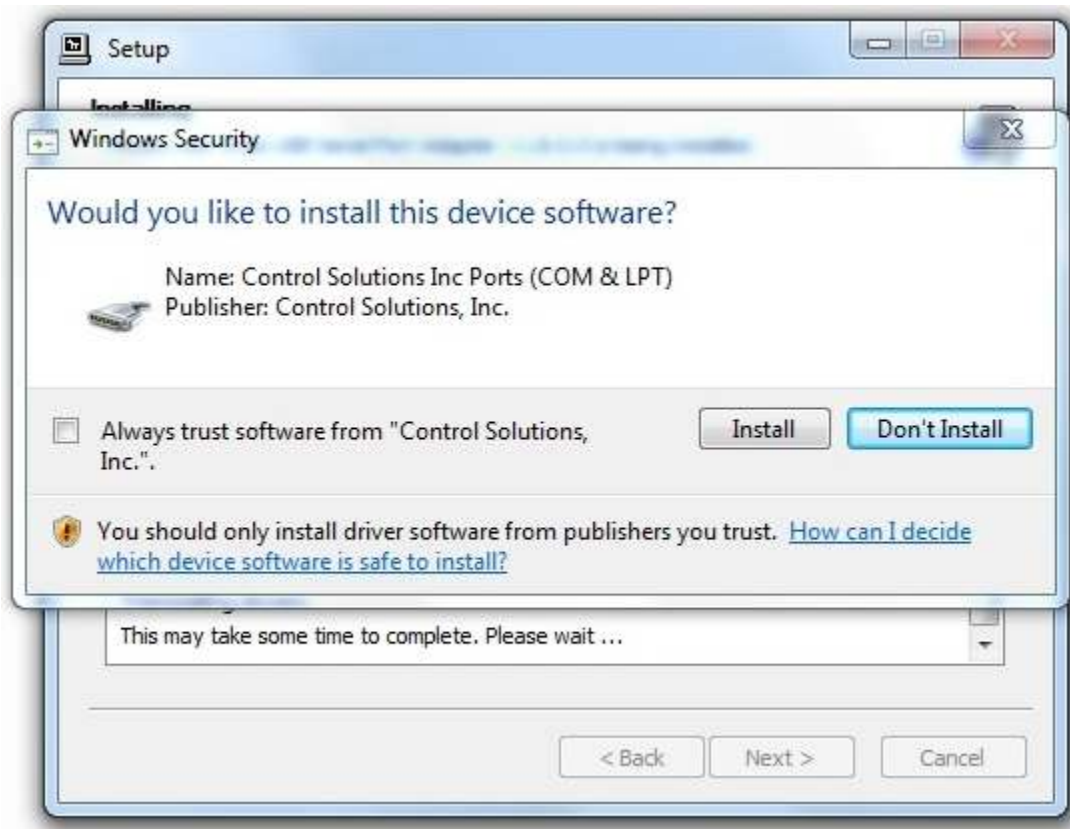 Setup
Installing
Windows Security
Would you like to install this device software?
Name: Control Solutions Inc Ports (COM & LPT)
Publisher: Control Solutions, Inc.
Always trust software from "Control Solutions,
Inc.".
Install
Don't Install
You should only install driver software from publishers you trust. How can I decide
which device software is safe to install?
This may take some time to complete. Please wait ...
< Back
Next >
Cancel